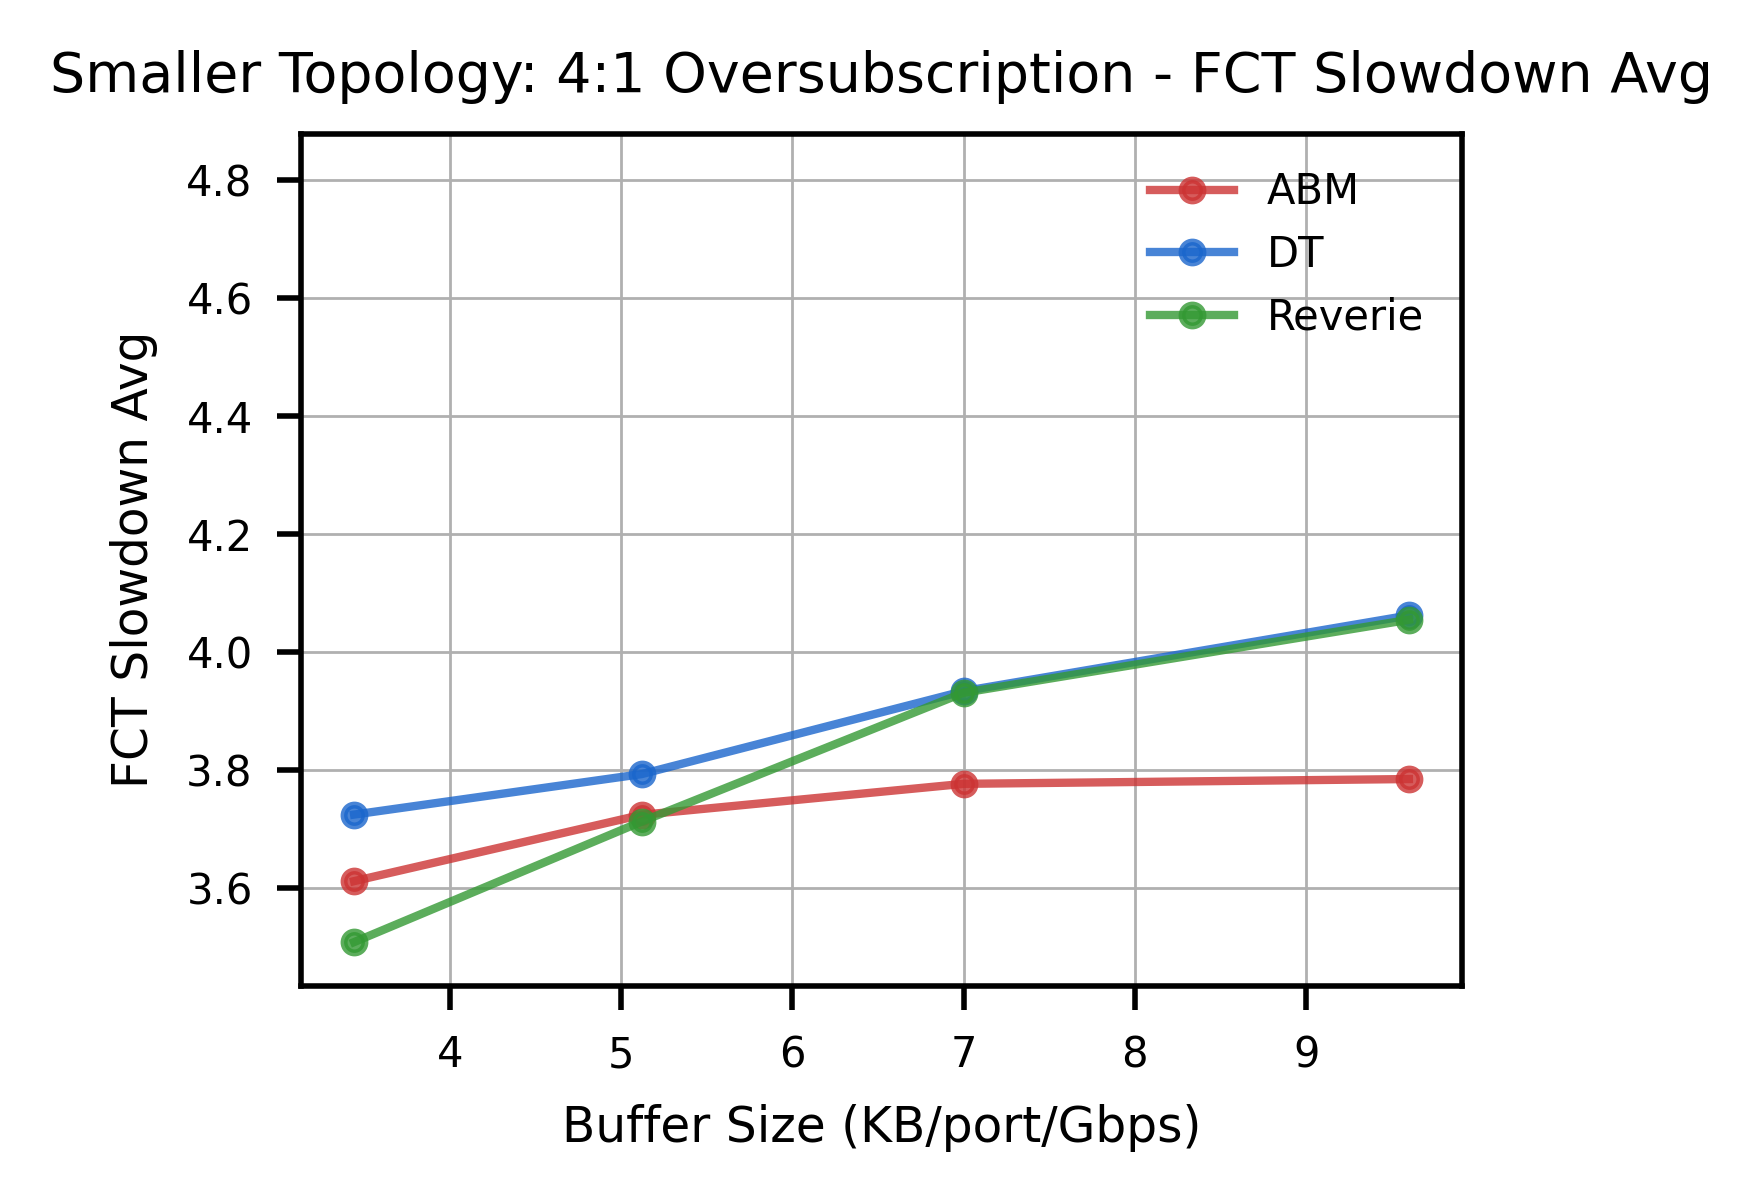 Smaller Topology: 4:1 Oversubscription - FCT Slowdown Avg
4.8
4.6
4.4
4.2
4.0
3.8
3.6
FCT Slowdown Avg
ABM
DT
Reverie
4 5 6 7 8 9
Buffer Size (KB/port/Gbps)